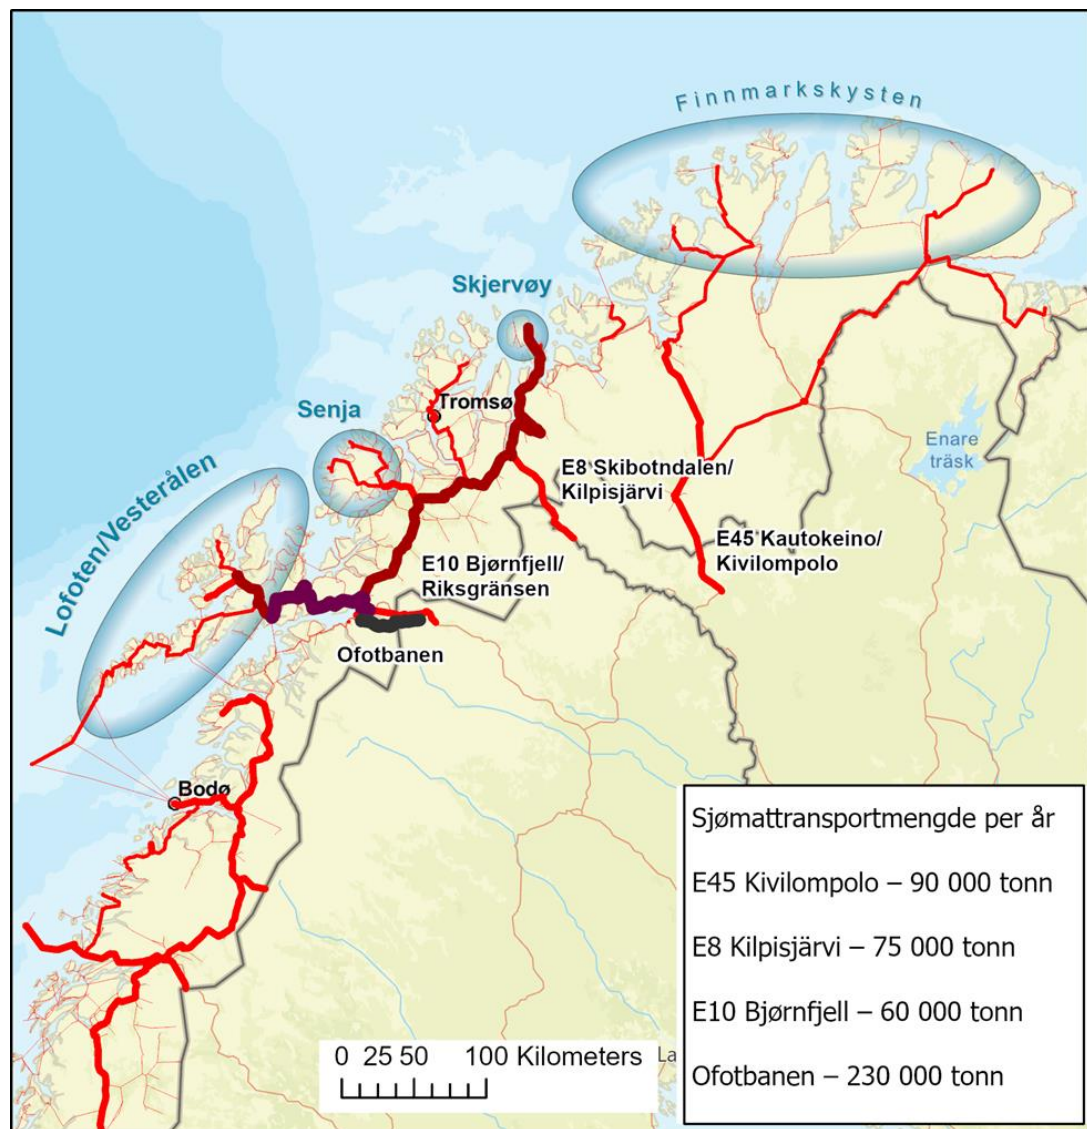 Finnmarkskysten
Skjervøy
Senja
Tromsø
Lofoten/Vesterålen
E8 Skibotndalen/
Kilpisjärvi
Enare
träsk
E45 Kautokeino/
Kivilompolo
E10 Bjørnfjell/
Riksgränsen
Ofotbanen
Bodø
Sjømattransportmengde per år
E45 Kivilompolo – 90 000 tonn
E8 Kilpisjärvi – 75 000 tonn
E10 Bjørnfjell – 60 000 tonn
Ofotbanen – 230 000 tonn
0 25 50 100 Kilometers